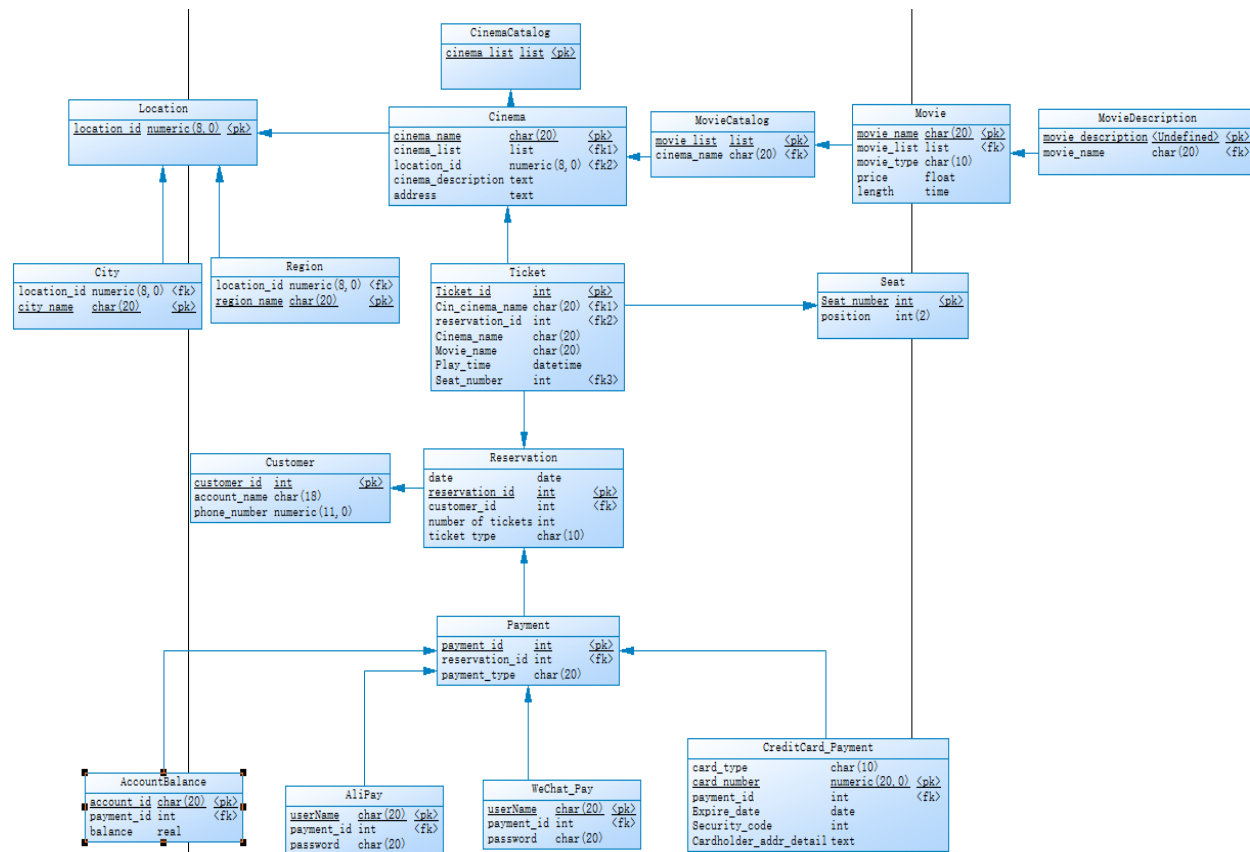 CinemaCatalog
cinema_list list <pk>
Location
location_id numeric(8,0) <pk>
Cinema
cinema_name char(20) <pk>
cinema_list list <fk1>
location_id numeric(8,0) <fk2>
cinema_description text
address text
MovieCatalog
movie_list list <pk>
cinema_name char(20) <fk>
Movie
movie_name char(20) <pk>
movie_list list <fk>
movie_type char(10)
price float
length time
MovieDescription
movie_description <Undefined> <pk>
movie_name char(20) <fk>
City
location_id numeric(8,0) <fk>
city_name char(20) <pk>
Region
location_id numeric(8,0) <fk>
region_name char(20) <pk>
Ticket
Ticket_id int <pk>
Cin_cinema_name char(20) <fk1>
reservation_id int <fk2>
Cinema_name char(20)
Movie_name char(20)
Play_time datetime
Seat_number int <fk3>
Seat
Seat_number int <pk>
position int(2)
Customer
customer_id int <pk>
account_name char(18)
phone_number numeric(11,0)
Reservation
date date
reservation_id int <pk>
customer_id int <fk>
number of tickets int
ticket type char(10)
Payment
payment_id int <pk>
reservation_id int <fk>
payment_type char(20)
AccountBalance
account_id char(20) <pk>
payment_id int <fk>
balance real
AliPay
userName char(20) <pk>
payment_id int <fk>
password char(20)
WeChat_Pay
userName char(20) <pk>
payment_id int <fk>
password char(20)
CreditCard_Payment
card_type char(10)
card_number numeric(20,0) <pk>
payment_id int <fk>
Expire_date date
Security_code int
Cardholder_addr_detail text